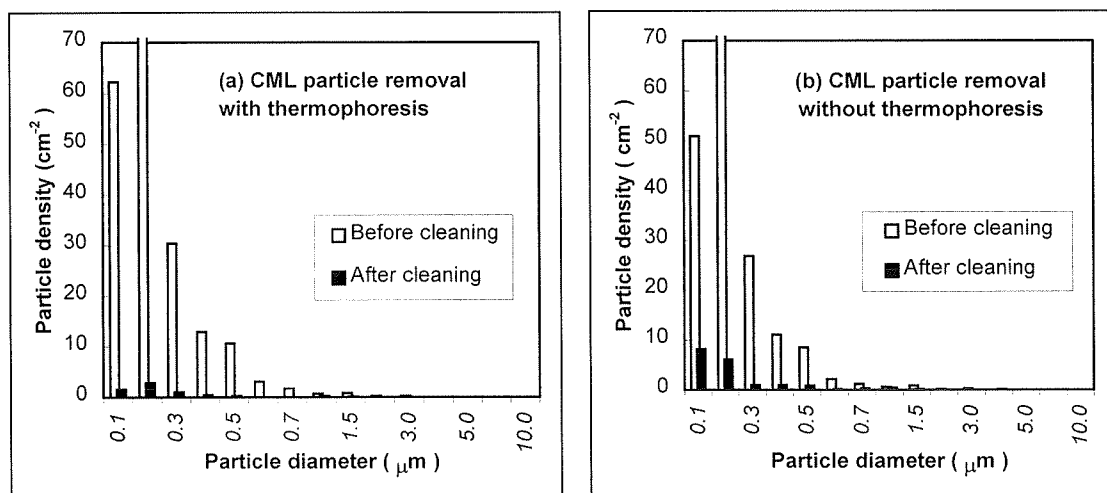 (a) CML particle removal
with thermophoresis
Particle density (cm-2)
70
60
50
40
30
20
10
0
Before cleaning
After cleaning
0.1 0.3 0.5 0.7 1.5 3.0 5.0 10.0
Particle diameter ( μm )
(b) CML particle removal
without thermophoresis
Particle density ( cm-2)
70
60
50
40
30
20
10
0
Before cleaning
After cleaning
0.1 0.3 0.5 0.7 1.5 3.0 5.0 10.0
Particle diameter ( μm )